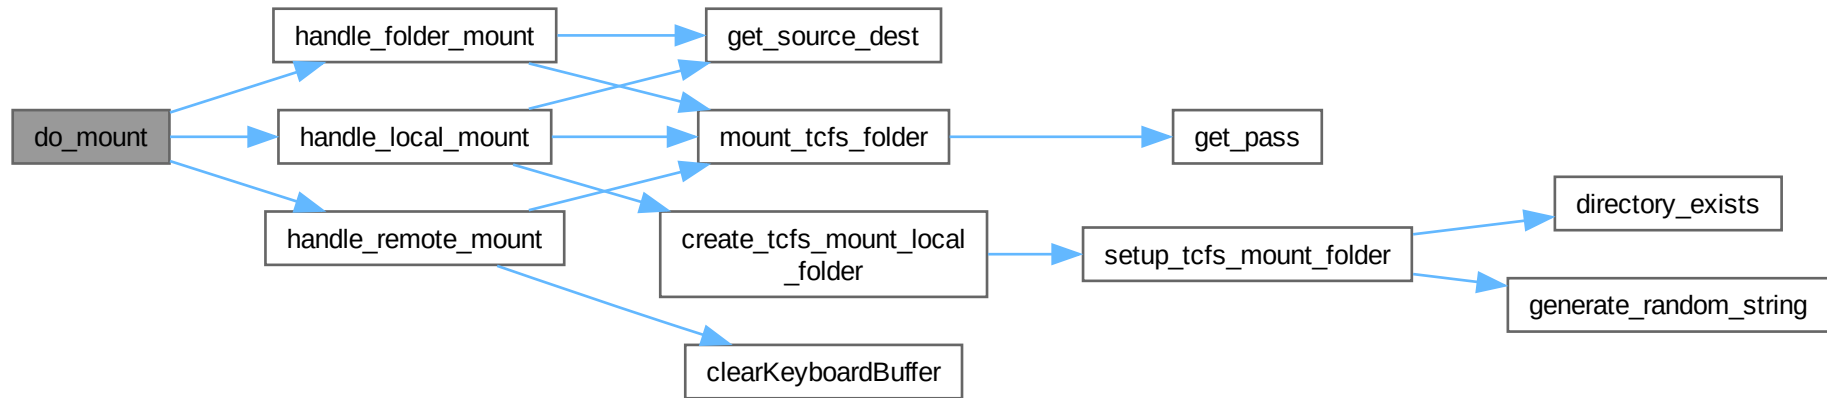 do_mount
handle_folder_mount
handle_local_mount
handle_remote_mount
get_source_dest
mount_tcfs_folder
create_tcfs_mount_local
_folder
clearKeyboardBuffer
get_pass
setup_tcfs_mount_folder
directory_exists
generate_random_string